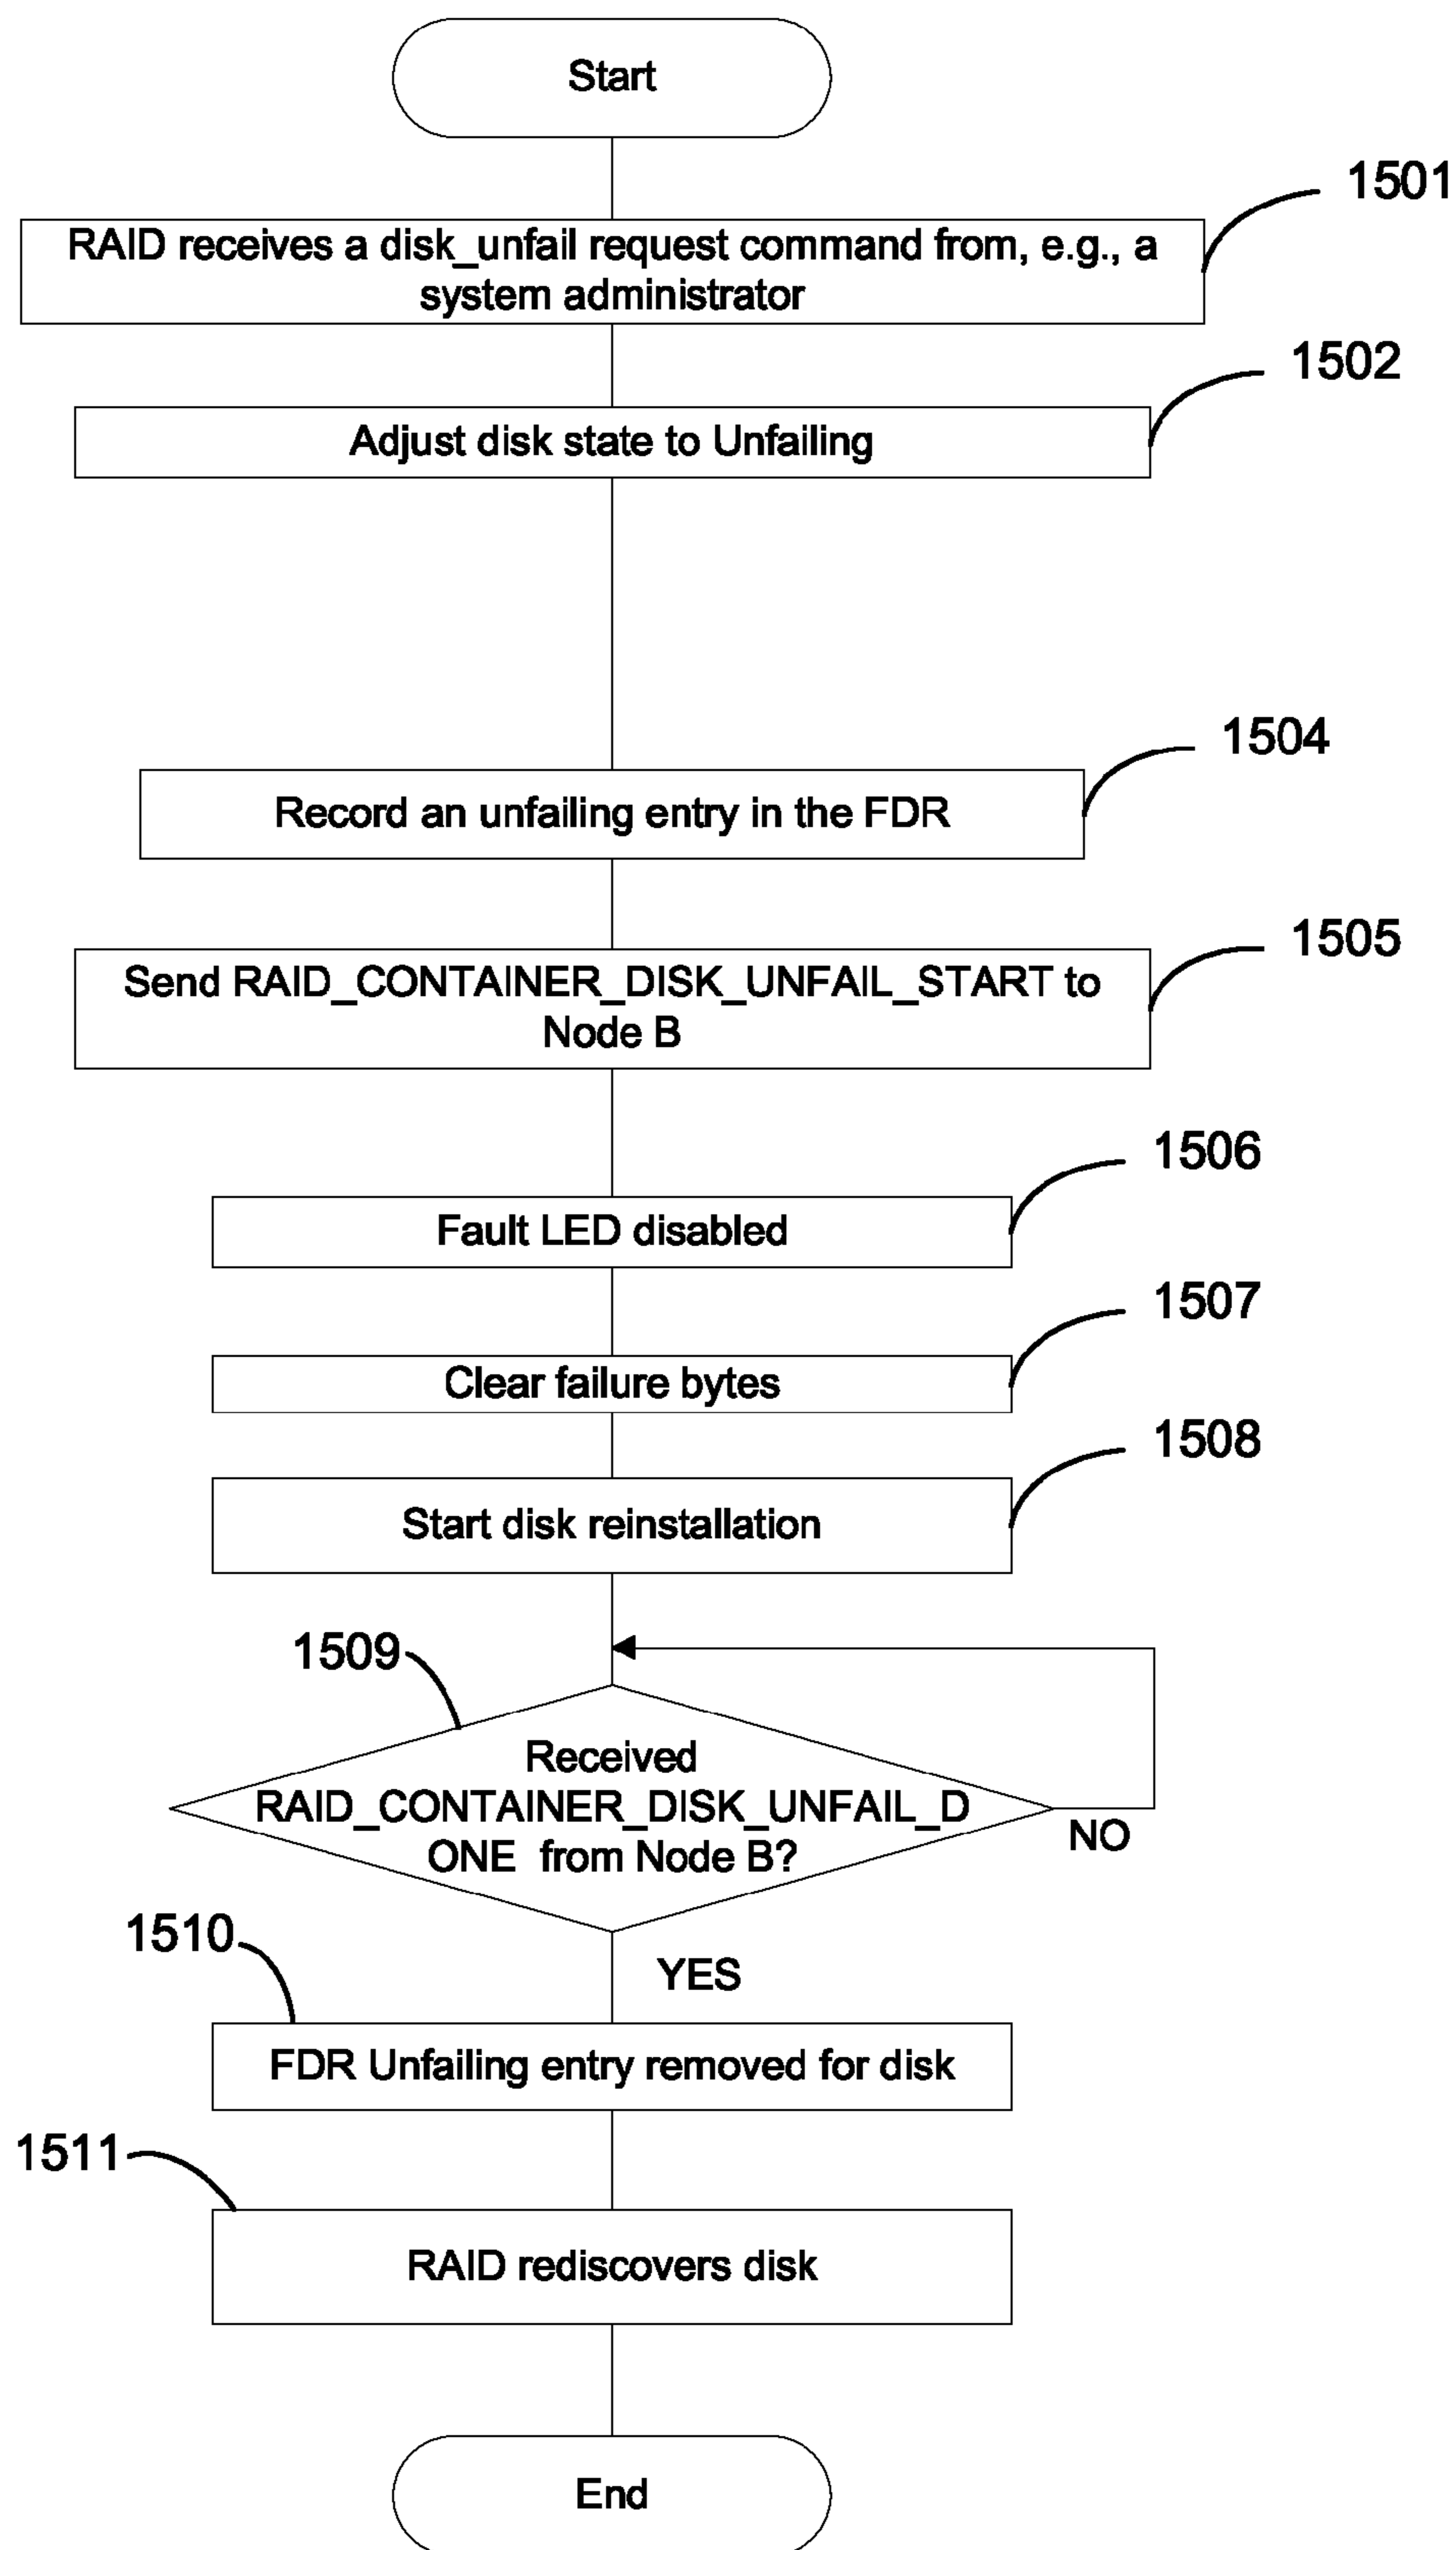 Start
1501
RAID receives a disk_unfail request command from, e.g., a
system administrator
1502
Adjust disk state to Unfailing
1504
Record an unfailing entry in the FDR
1505
Send RAID_CONTAINER_DISK_UNFAIL_START to
Node B
1506
Fault LED disabled
1507
Clear failure bytes
1508
Start disk reinstallation
1509
Received
RAID_CONTAINER_DISK_UNFAIL_D
ONE from Node B?
NO
1510
YES
FDR Unfailing entry removed for disk
1511
RAID rediscovers disk
End